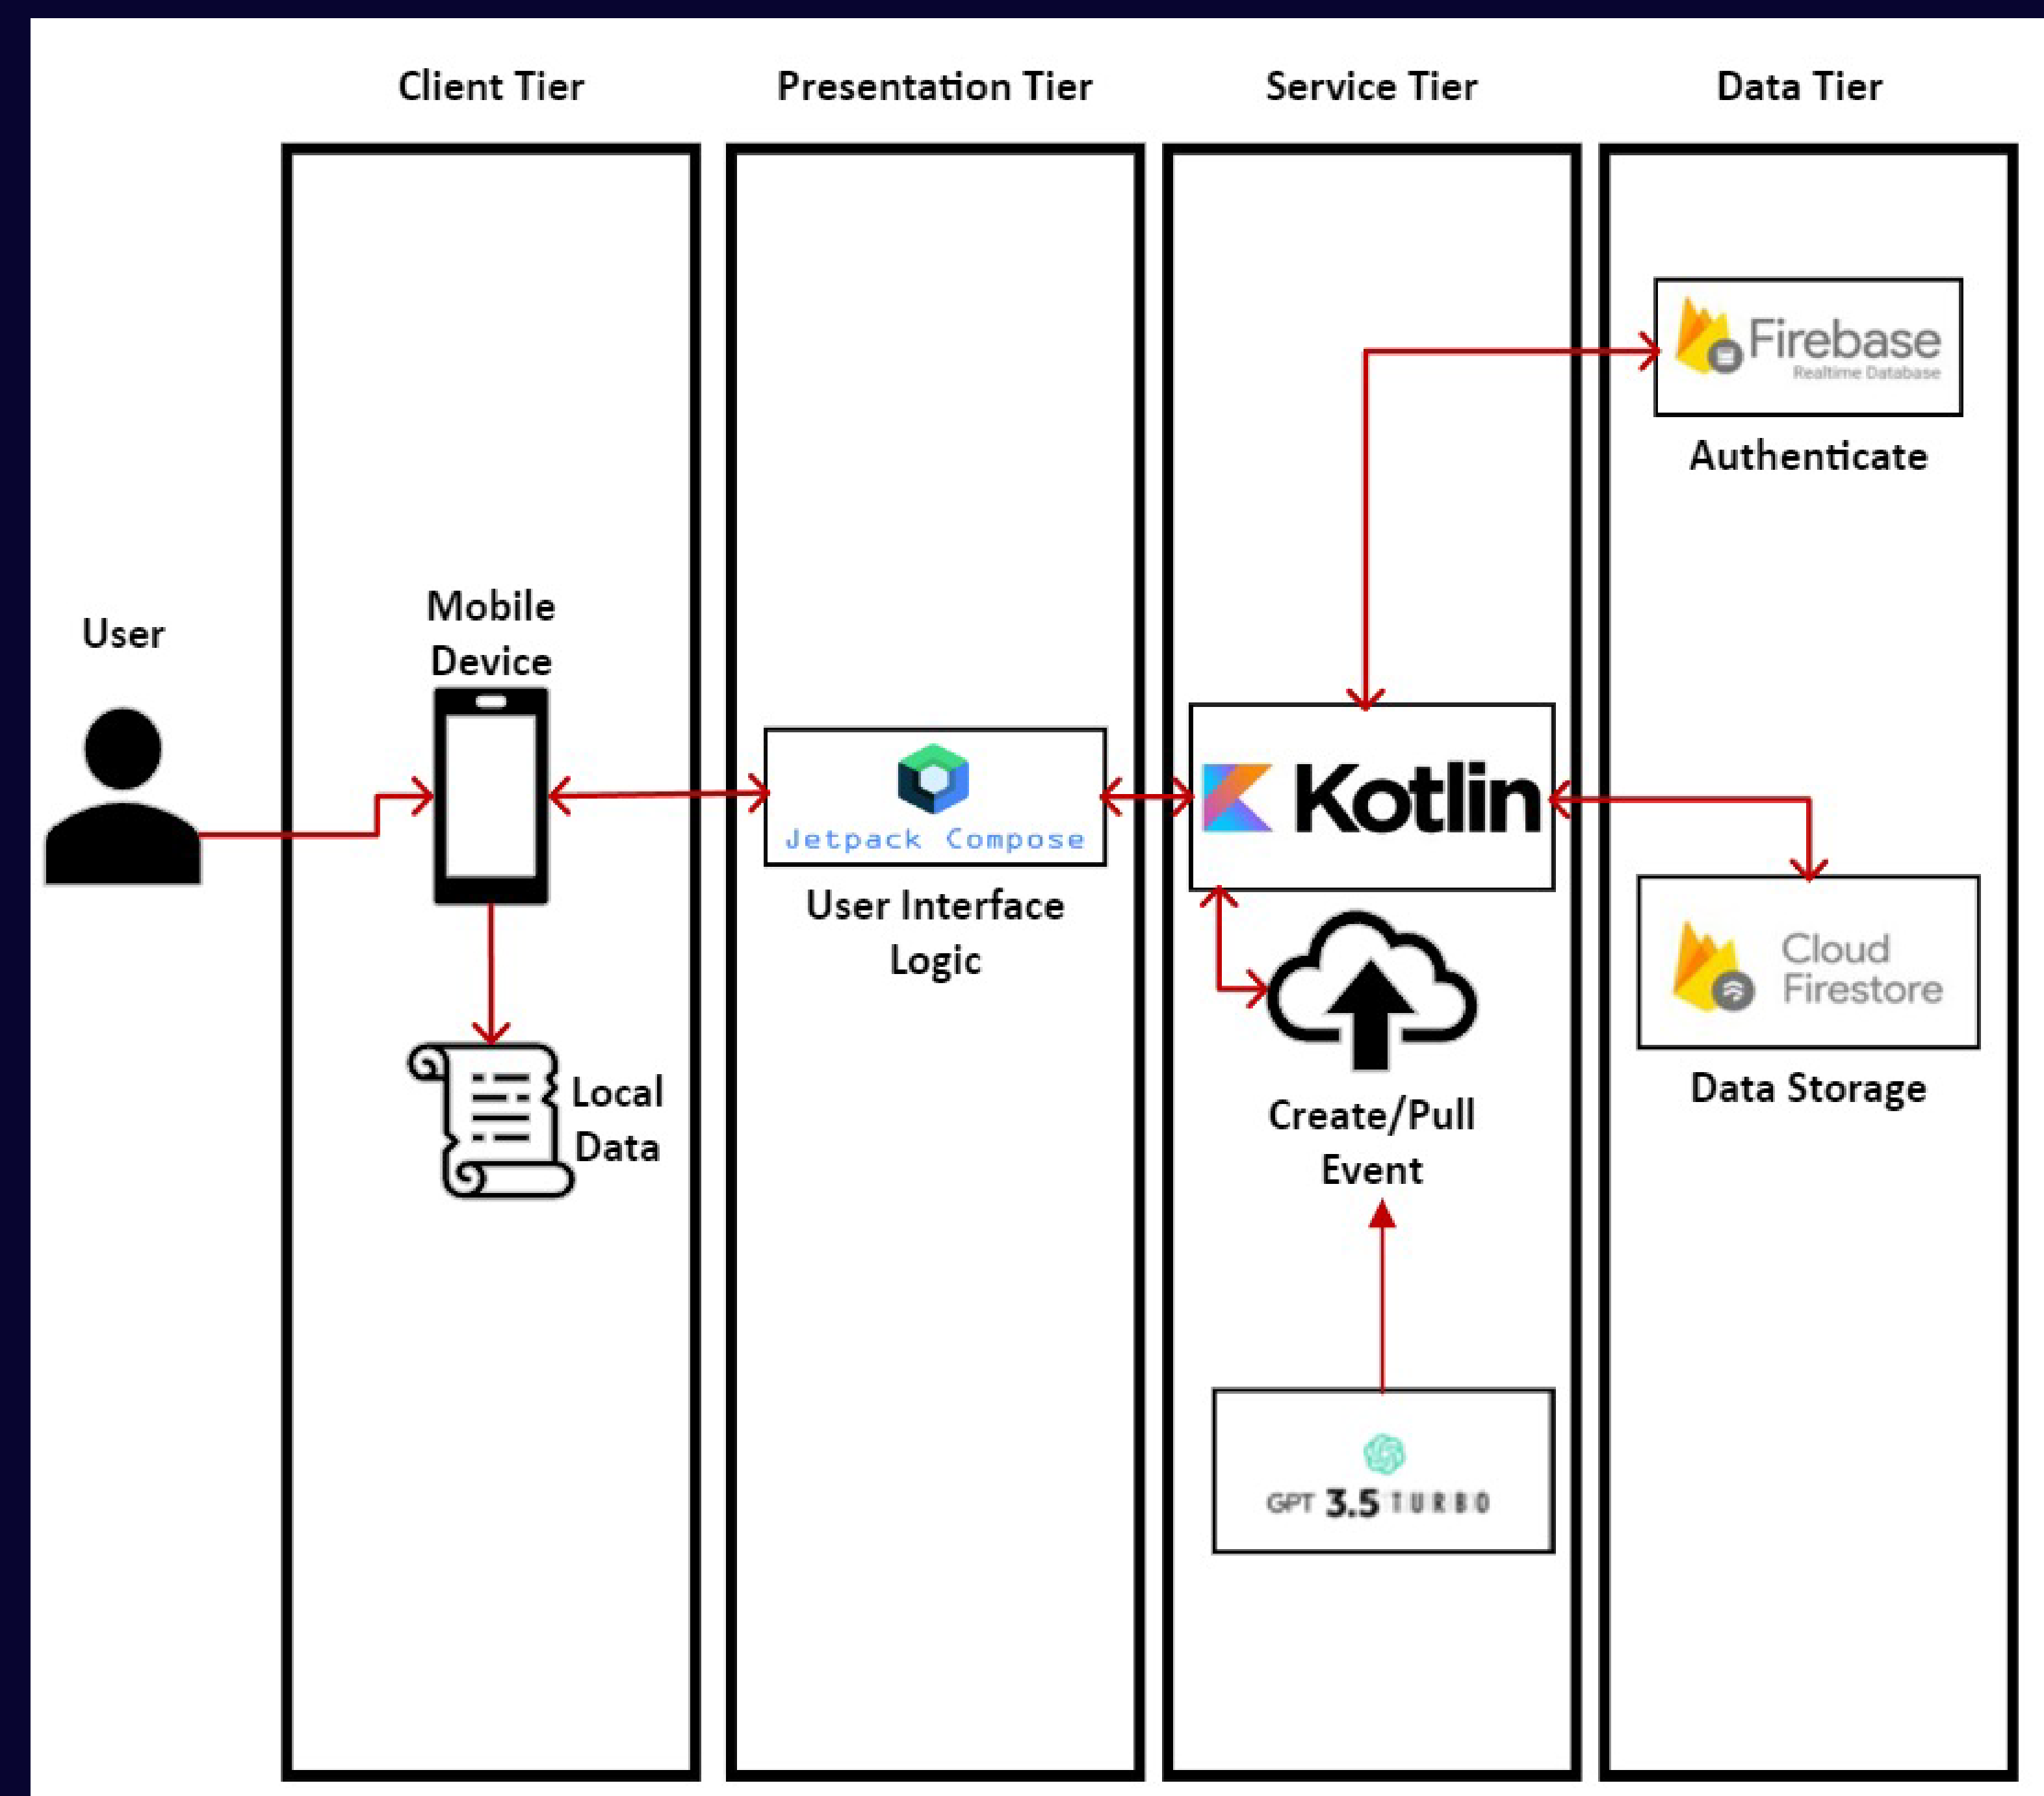 Client Tier
Presentation Tier
Service Tier
Data Tier
Firebase
Realtime Database
Authenticate
User
Mobile
Device
Jetpack Compose
User Interface
Logic
Kotlin
Cloud
Firestore
Data Storage
Local
Data
Create/Pull
Event
GPT 3.5 TURBO